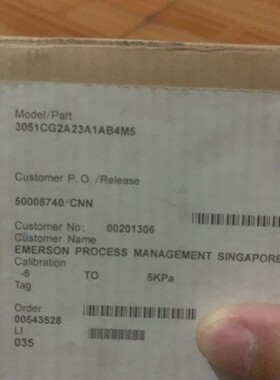 Model/Part
3051CG2A23A1AB4M5
Customer P. O. /Release
50008740/CNN
Customer No: 00201306
Customer Name
EMERSON PROCESS MANAGEMENT SINGAPORE
Calibration
-5 TO 5KPa
Tag
Order
00543528
LI
035